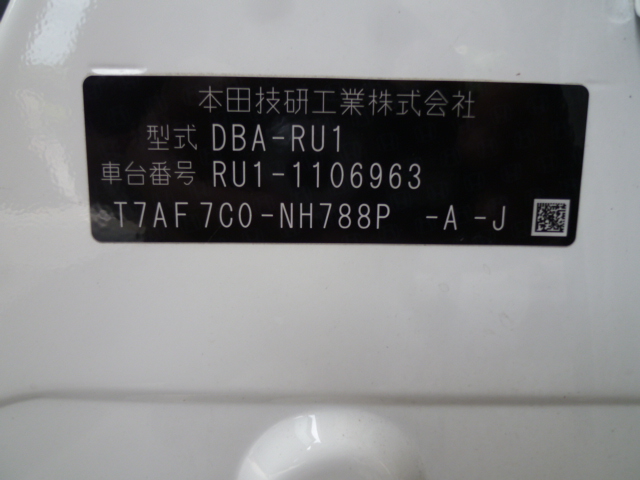 本田技研工業株式会社
型式 DBA-RU1
車台番号 RU1-1106963
T7AF7C0-NH788P -A-J